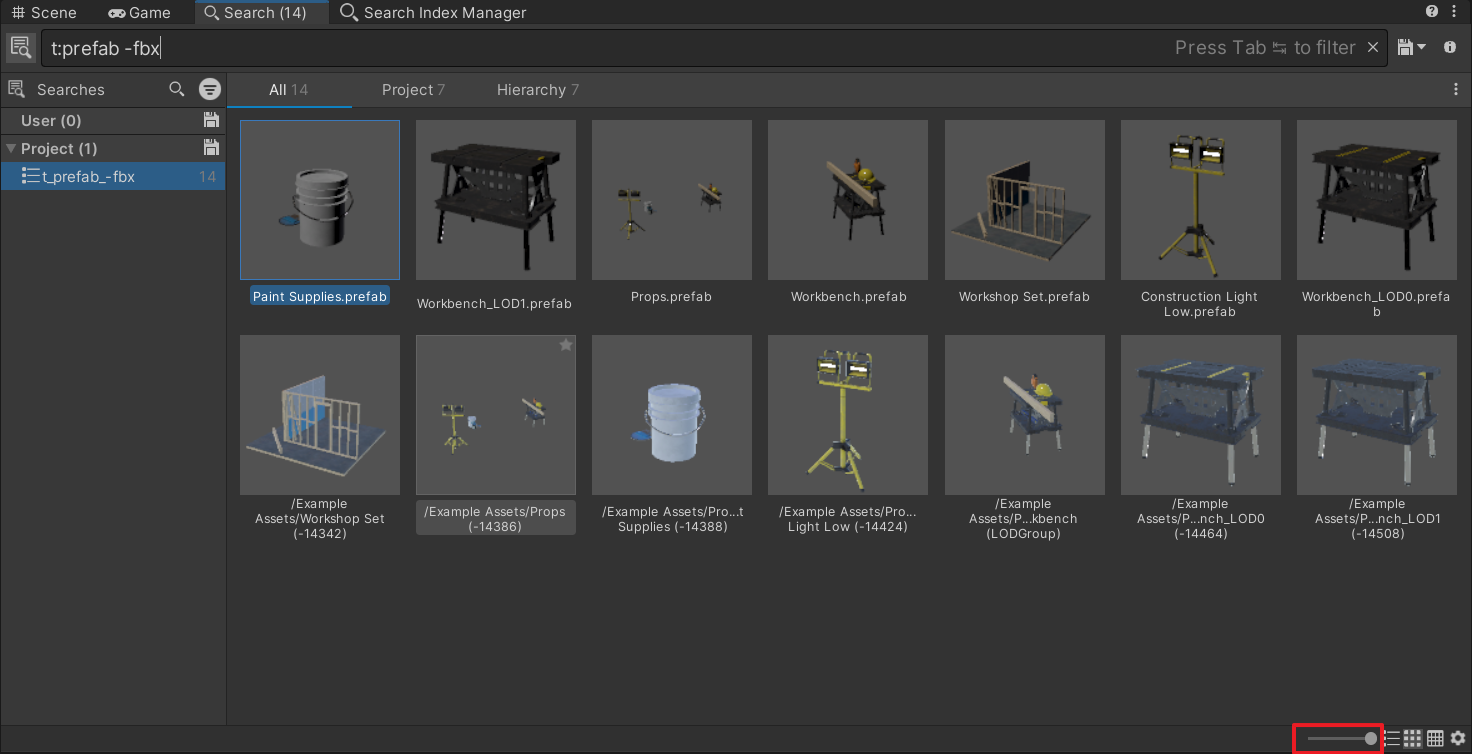 Scene
Game
Search (14)
Search Index Manager
t:prefab -fbx
Press Tab ↹ to filter
Searches
All 14
Project 7
Hierarchy 7
User (0)
Project (1)
t_prefab_-fbx
14
Paint Supplies.prefab
Workbench_LOD1.prefab
Props.prefab
Workbench.prefab
Workshop Set.prefab
Construction Light
Low.prefab
Workbench_LOD0.prefa
b
/Example
Assets/Workshop Set
(-14342)
/Example Assets/Props
(-14386)
/Example Assets/Pro...t
Supplies (-14388)
/Example Assets/Pro...
Light Low (-14424)
/Example
Assets/P...kbench
(LODGroup)
/Example
Assets/P...nch_LOD0
(-14464)
/Example
Assets/P...nch_LOD1
(-14508)